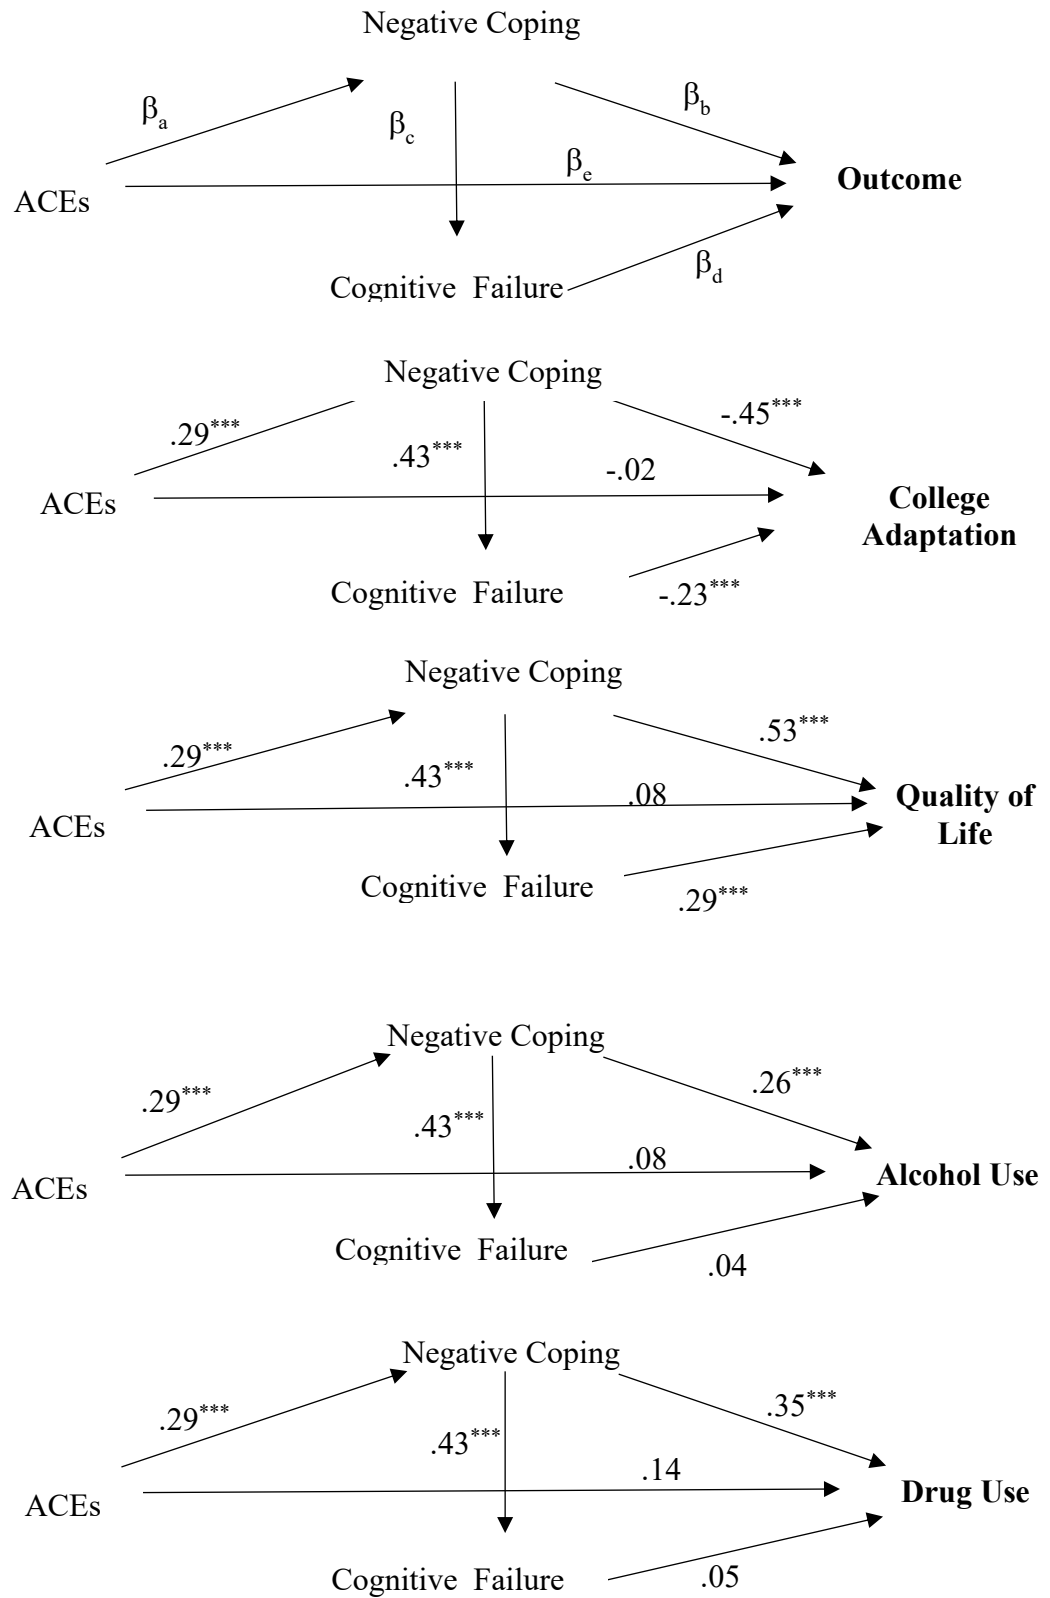 Negative Coping
βa
βb
βc
βe
Outcome
ACEs
βd
Cognitive Failure
Negative Coping
-.45***
.29***
.43***
-.02
College
Adaptation
ACEs
Cognitive Failure
-.23***
Negative Coping
.53***
.29***
.43***
.08
Quality of
Life
ACEs
Cognitive Failure
.29***
Negative Coping
.26***
.29***
.43***
.08
Alcohol Use
ACEs
Cognitive Failure
.04
Negative Coping
.35***
.29***
.43***
.14
Drug Use
ACEs
Cognitive Failure
.05